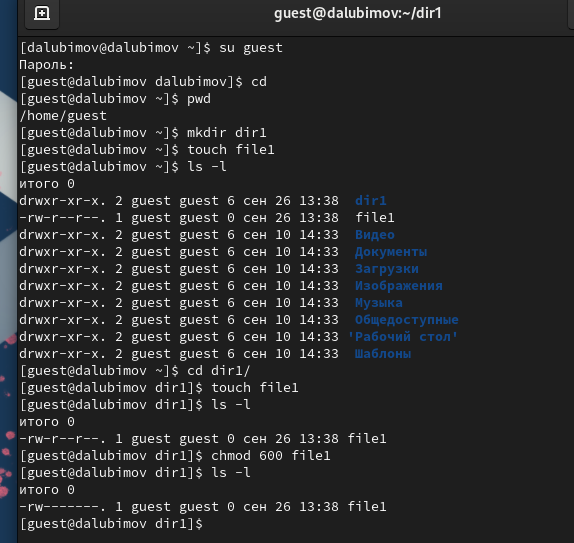 guest@dalubimov:~/dir1
[dalubimov@dalubimov ~]$ su guest
Пароль:
[guest@dalubimov dalubimov]$ cd
[guest@dalubimov ~]$ pwd
/home/guest
[guest@dalubimov ~]$ mkdir dir1
[guest@dalubimov ~]$ touch file1
[guest@dalubimov ~]$ ls -l
итого 0
drwxr-xr-x. 2 guest guest 6 сен 26 13:38  dir1
-rw-r--r--. 1 guest guest 0 сен 26 13:38  file1
drwxr-xr-x. 2 guest guest 6 сен 10 14:33  Видео
drwxr-xr-x. 2 guest guest 6 сен 10 14:33  Документы
drwxr-xr-x. 2 guest guest 6 сен 10 14:33  Загрузки
drwxr-xr-x. 2 guest guest 6 сен 10 14:33  Изображения
drwxr-xr-x. 2 guest guest 6 сен 10 14:33  Музыка
drwxr-xr-x. 2 guest guest 6 сен 10 14:33  Общедоступные
drwxr-xr-x. 2 guest guest 6 сен 10 14:33 'Рабочий стол'
drwxr-xr-x. 2 guest guest 6 сен 10 14:33  Шаблоны
[guest@dalubimov ~]$ cd dir1/
[guest@dalubimov dir1]$ touch file1
[guest@dalubimov dir1]$ ls -l
итого 0
-rw-r--r--. 1 guest guest 0 сен 26 13:38 file1
[guest@dalubimov dir1]$ chmod 600 file1
[guest@dalubimov dir1]$ ls -l
итого 0
-rw-------. 1 guest guest 0 сен 26 13:38 file1
[guest@dalubimov dir1]$